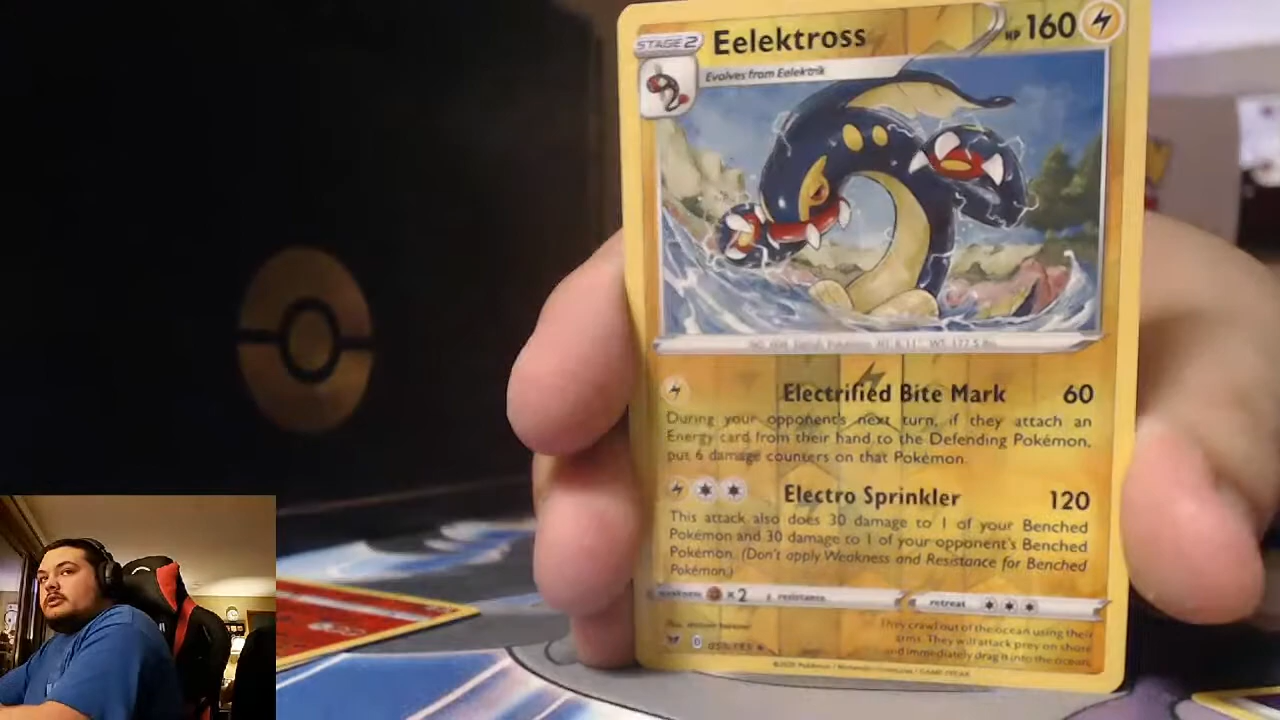 STAGE 2 Eelektross HP 160
Evolves from Eelektrik
Electrified Bite Mark 60
During your opponent's next turn, if they attach an
Energy card from their hand to the Defending Pokémon,
put 6 damage counters on that Pokémon.
Electro Sprinkler 120
This attack also does 30 damage to 1 of your Benched
Pokémon and 30 damage to 1 of your opponent's Benched
Pokémon. (Don't apply Weakness and Resistance for Benched
Pokémon.)
weakness ×2 resistance retreat
They crawl out of the ocean using their
arms. They will attack prey on shore
and immediately drag it into the ocean.